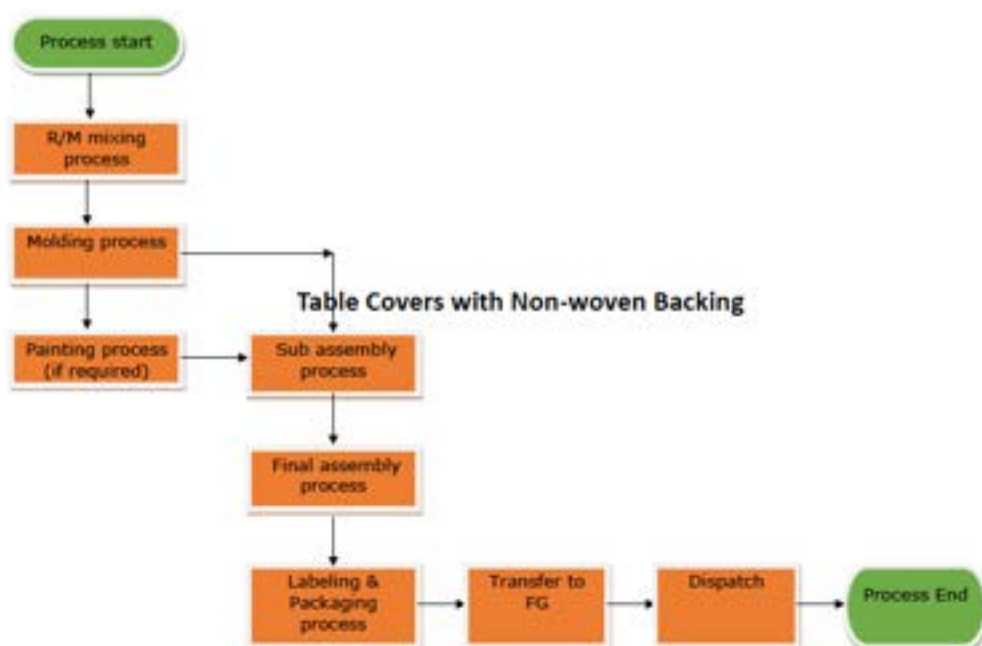 Process start
R/M mixing
process
Molding process
Table Covers with Non-woven Backing
Painting process
(if required)
Sub assembly
process
Final assembly
process
Labeling &
Packaging
process
Transfer to
FG
Dispatch
Process End